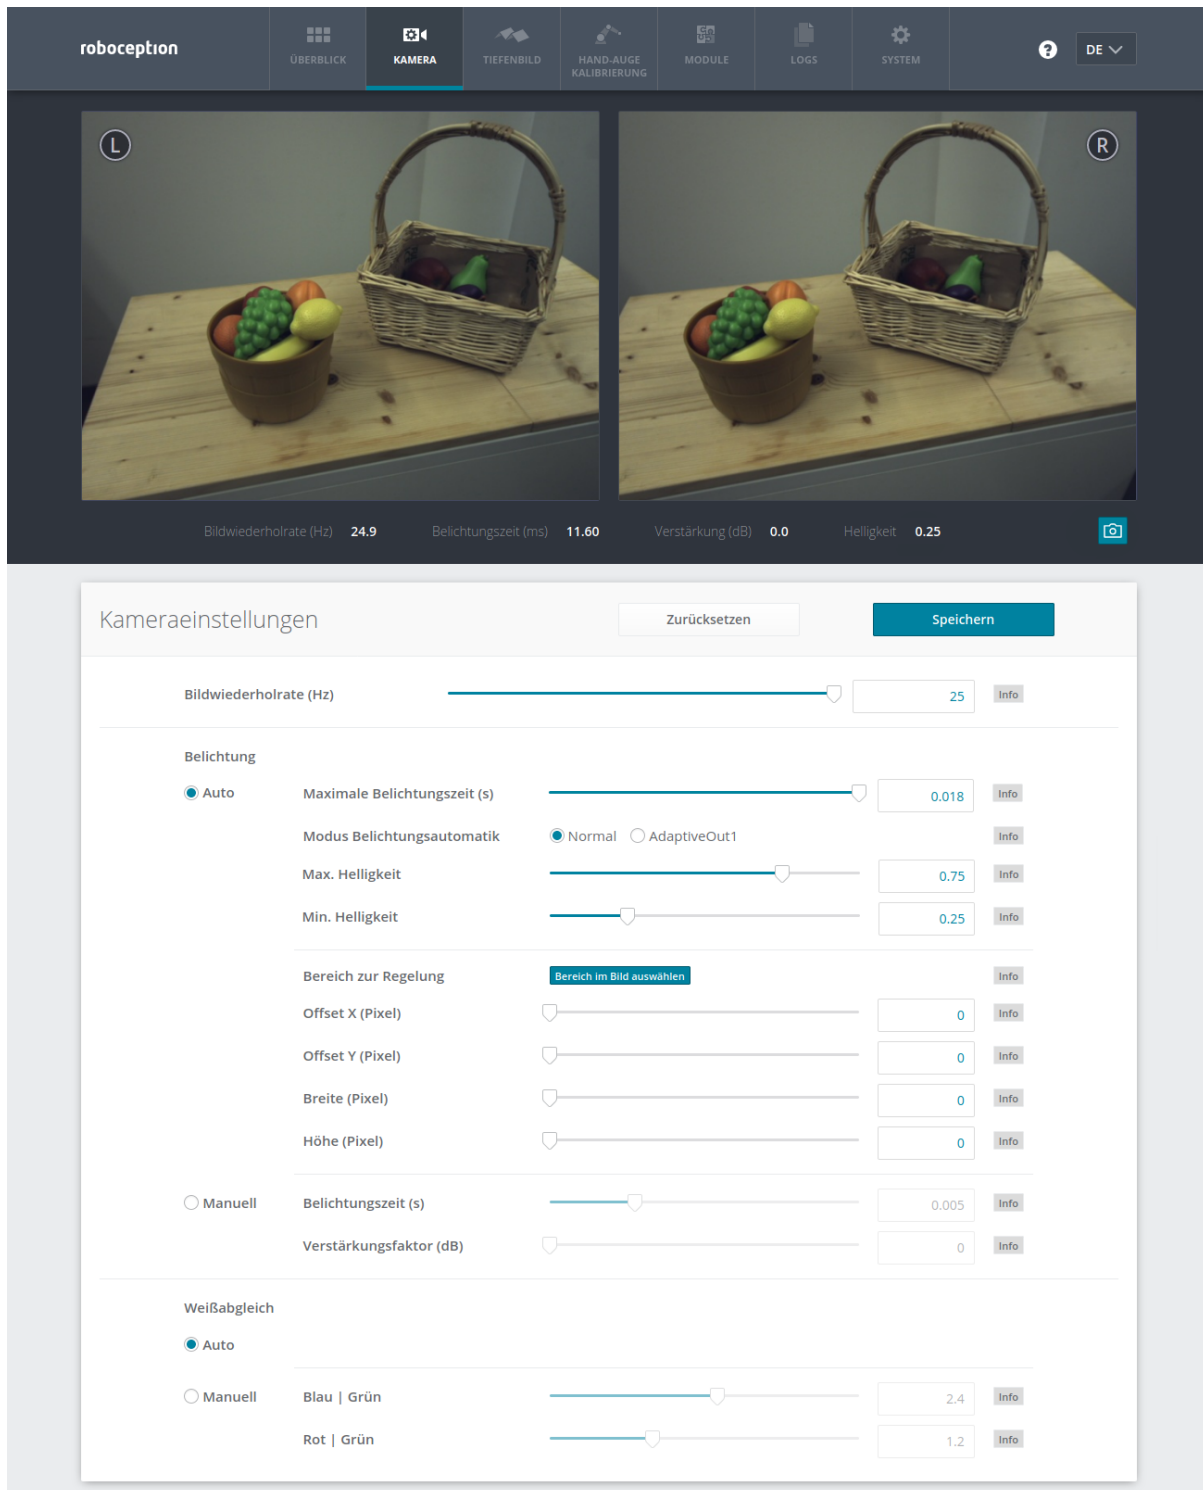 roboception
ÜBERBLICK
KAMERA
TIEFENBILD
HAND-AUGE
KALIBRIERUNG
MODULE
LOGS
SYSTEM
?
DE
L
R
Bildwiederholrate (Hz) 24.9 Belichtungszeit (ms) 11.60 Verstärkung (dB) 0.0 Helligkeit 0.25
Kameraeinstellungen Zurücksetzen Speichern
Bildwiederholrate (Hz) 25 Info
Belichtung
Auto Maximale Belichtungszeit (s) 0.018 Info
Modus Belichtungsautomatik Normal AdaptiveOut1 Info
Max. Helligkeit 0.75 Info
Min. Helligkeit 0.25 Info
Bereich zur Regelung Bereich im Bild auswählen Info
Offset X (Pixel) 0 Info
Offset Y (Pixel) 0 Info
Breite (Pixel) 0 Info
Höhe (Pixel) 0 Info
Manuell Belichtungszeit (s) 0.005 Info
Verstärkungsfaktor (dB) 0 Info
Weißabgleich
Auto
Manuell Blau | Grün 2.4 Info
Rot | Grün 1.2 Info